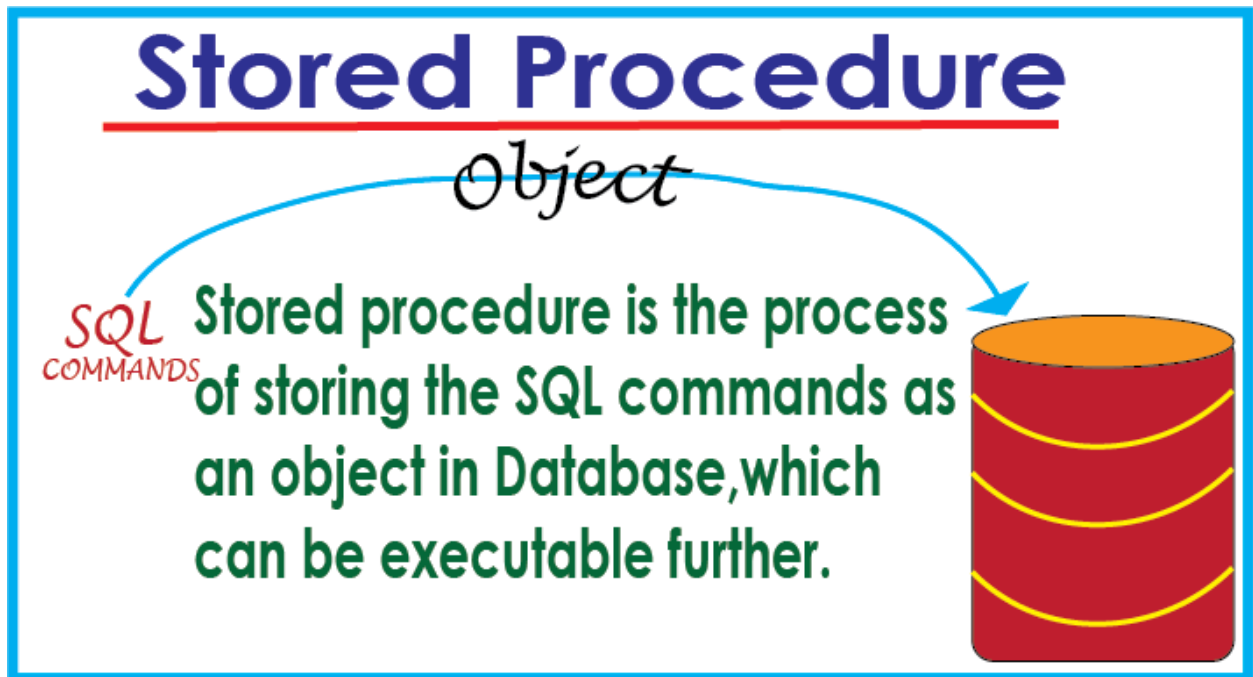 Stored Procedure
Object
SQL
COMMANDS
Stored procedure is the process
of storing the SQL commands as
an object in Database,which
can be executable further.